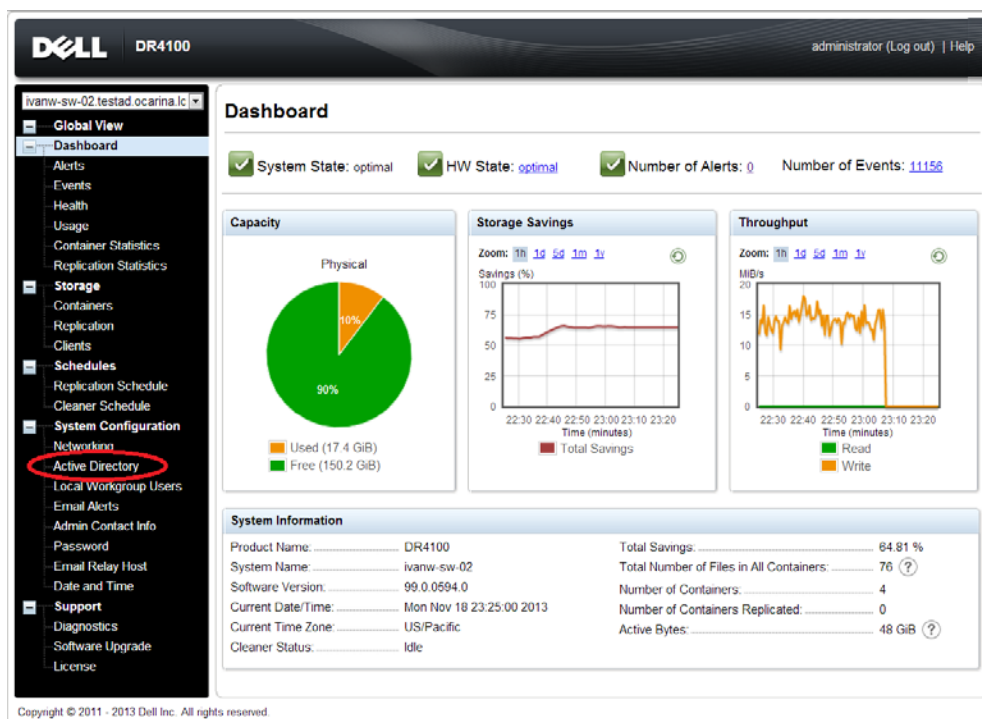 DELL DR4100 administrator (Log out) | Help
ivanw-sw-02.testad.ocarina.lc
Global View
Dashboard
Alerts
Events
Health
Usage
Container Statistics
Replication Statistics
Storage
Containers
Replication
Clients
Schedules
Replication Schedule
Cleaner Schedule
System Configuration
Networking
Active Directory
Local Workgroup Users
Email Alerts
Admin Contact Info
Password
Email Relay Host
Date and Time
Support
Diagnostics
Software Upgrade
License
Dashboard
System State: optimal HW State: optimal Number of Alerts: 0 Number of Events: 11156
Capacity
Physical
10%
90%
Used (17.4 GiB)
Free (150.2 GiB)
Storage Savings
Zoom: 1h 1d 5d 1m 1y
Savings (%)
100
75
50
25
0
22:30 22:40 22:50 23:00 23:10 23:20
Time (minutes)
Total Savings
Throughput
Zoom: 1h 1d 5d 1m 1y
MiB/s
20
15
10
5
0
22:30 22:40 22:50 23:00 23:10 23:20
Time (minutes)
Read
Write
System Information
Product Name: DR4100
System Name: ivanw-sw-02
Software Version: 99.0.0594.0
Current Date/Time: Mon Nov 18 23:25:00 2013
Current Time Zone: US/Pacific
Cleaner Status: Idle
Total Savings: 64.81 %
Total Number of Files in All Containers: 76 ?
Number of Containers: 4
Number of Containers Replicated: 0
Active Bytes: 48 GiB ?
Copyright © 2011 - 2013 Dell Inc. All rights reserved.